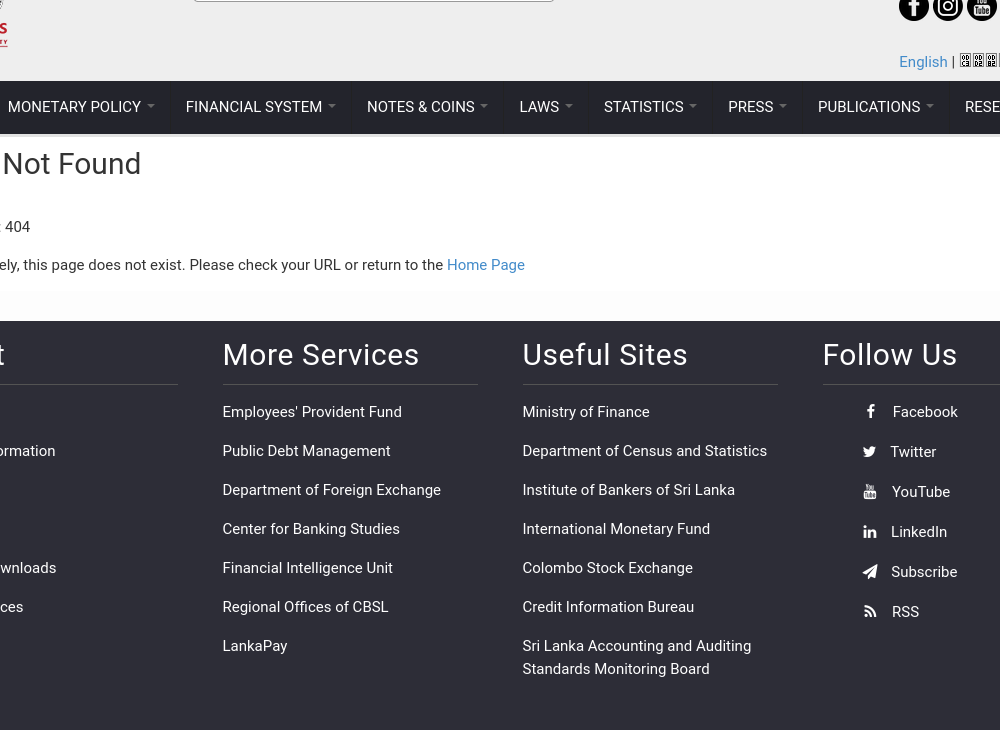 S
TY
You
Tube
English |
MONETARY POLICY FINANCIAL SYSTEM NOTES & COINS LAWS STATISTICS PRESS PUBLICATIONS RESE
Not Found
: 404
ely, this page does not exist. Please check your URL or return to the Home Page
t
ormation
wnloads
ces
More Services
Employees' Provident Fund
Public Debt Management
Department of Foreign Exchange
Center for Banking Studies
Financial Intelligence Unit
Regional Offices of CBSL
LankaPay
Useful Sites
Ministry of Finance
Department of Census and Statistics
Institute of Bankers of Sri Lanka
International Monetary Fund
Colombo Stock Exchange
Credit Information Bureau
Sri Lanka Accounting and Auditing
Standards Monitoring Board
Follow Us
Facebook
Twitter
YouTube
LinkedIn
Subscribe
RSS